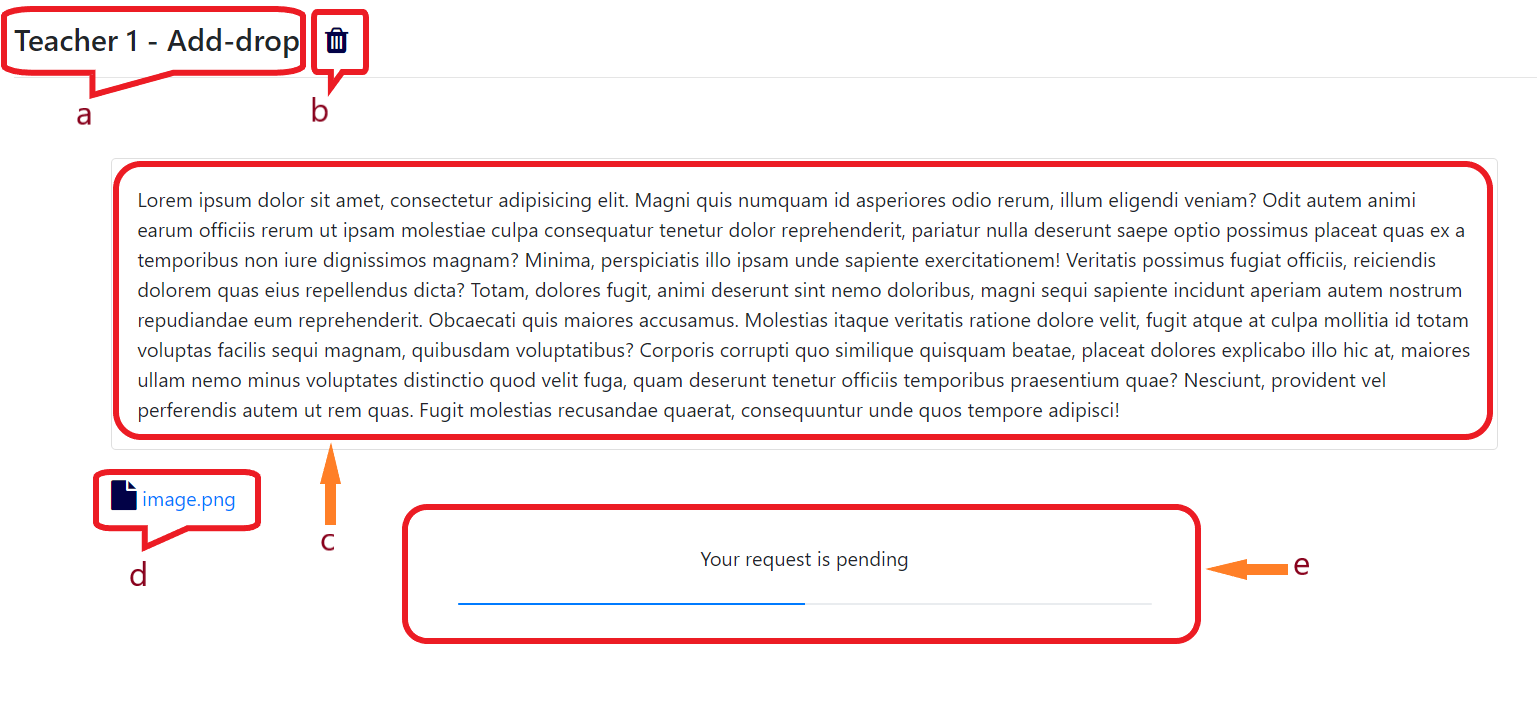 Teacher 1 - Add-drop
a
b
Lorem ipsum dolor sit amet, consectetur adipisicing elit. Magni quis numquam id asperiores odio rerum, illum eligendi veniam? Odit autem animi
earum officiis rerum ut ipsam molestiae culpa consequatur tenetur dolor reprehenderit, pariatur nulla deserunt saepe optio possimus placeat quas ex a
temporibus non iure dignissimos magnam? Minima, perspiciatis illo ipsam unde sapiente exercitationem! Veritatis possimus fugiat officiis, reiciendis
dolorem quas eius repellendus dicta? Totam, dolores fugit, animi deserunt sint nemo doloribus, magni sequi sapiente incidunt aperiam autem nostrum
repudiandae eum reprehenderit. Obcaecati quis maiores accusamus. Molestias itaque veritatis ratione dolore velit, fugit atque at culpa mollitia id totam
voluptas facilis sequi magnam, quibusdam voluptatibus? Corporis corrupti quo similique quisquam beatae, placeat dolores explicabo illo hic at, maiores
ullam nemo minus voluptates distinctio quod velit fuga, quam deserunt tenetur officiis temporibus praesentium quae? Nesciunt, provident vel
perferendis autem ut rem quas. Fugit molestias recusandae quaerat, consequuntur unde quos tempore adipisci!
image.png
c
d
Your request is pending
e